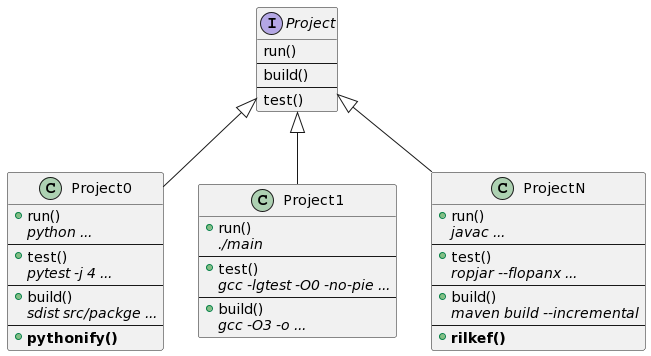 I Project
run()
build()
test()
C Project0
run()
python ...
test()
pytest -j 4 ...
build()
sdist src/packge ...
pythonify()
C Project1
run()
./main
test()
gcc -lgtest -O0 -no-pie ...
build()
gcc -O3 -o ...
C ProjectN
run()
javac ...
test()
ropjar --flopanx ...
build()
maven build --incremental
rilkef()